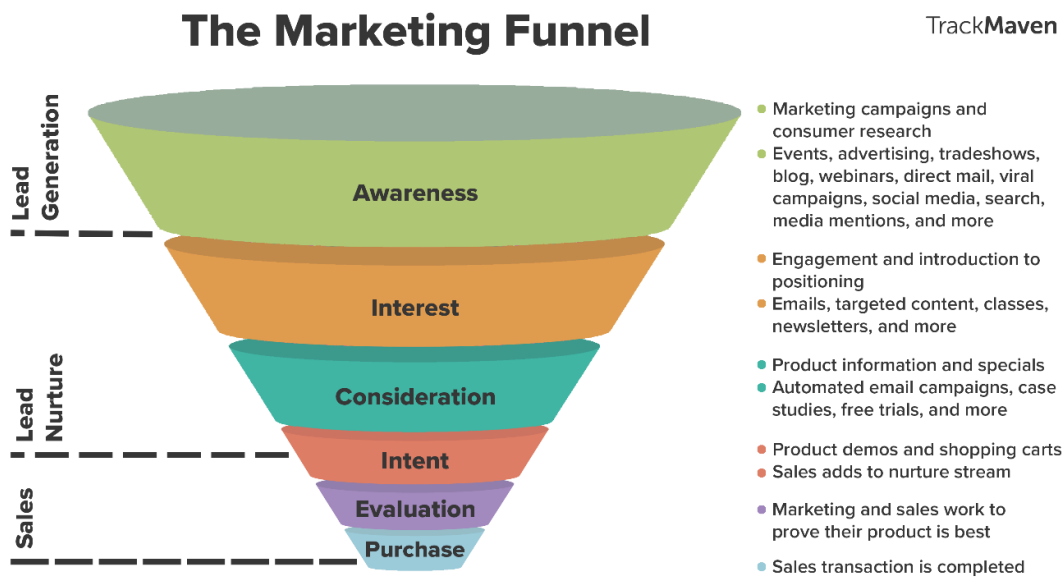 The Marketing Funnel
TrackMaven
Lead
Generation
Awareness
Marketing campaigns and
consumer research
Events, advertising, tradeshows,
blog, webinars, direct mail, viral
campaigns, social media, search,
media mentions, and more
Interest
Engagement and introduction to
positioning
Emails, targeted content, classes,
newsletters, and more
Lead
Nurture
Consideration
Product information and specials
Automated email campaigns, case
studies, free trials, and more
Intent
Product demos and shopping carts
Sales adds to nurture stream
Sales
Evaluation
Marketing and sales work to
prove their product is best
Purchase
Sales transaction is completed